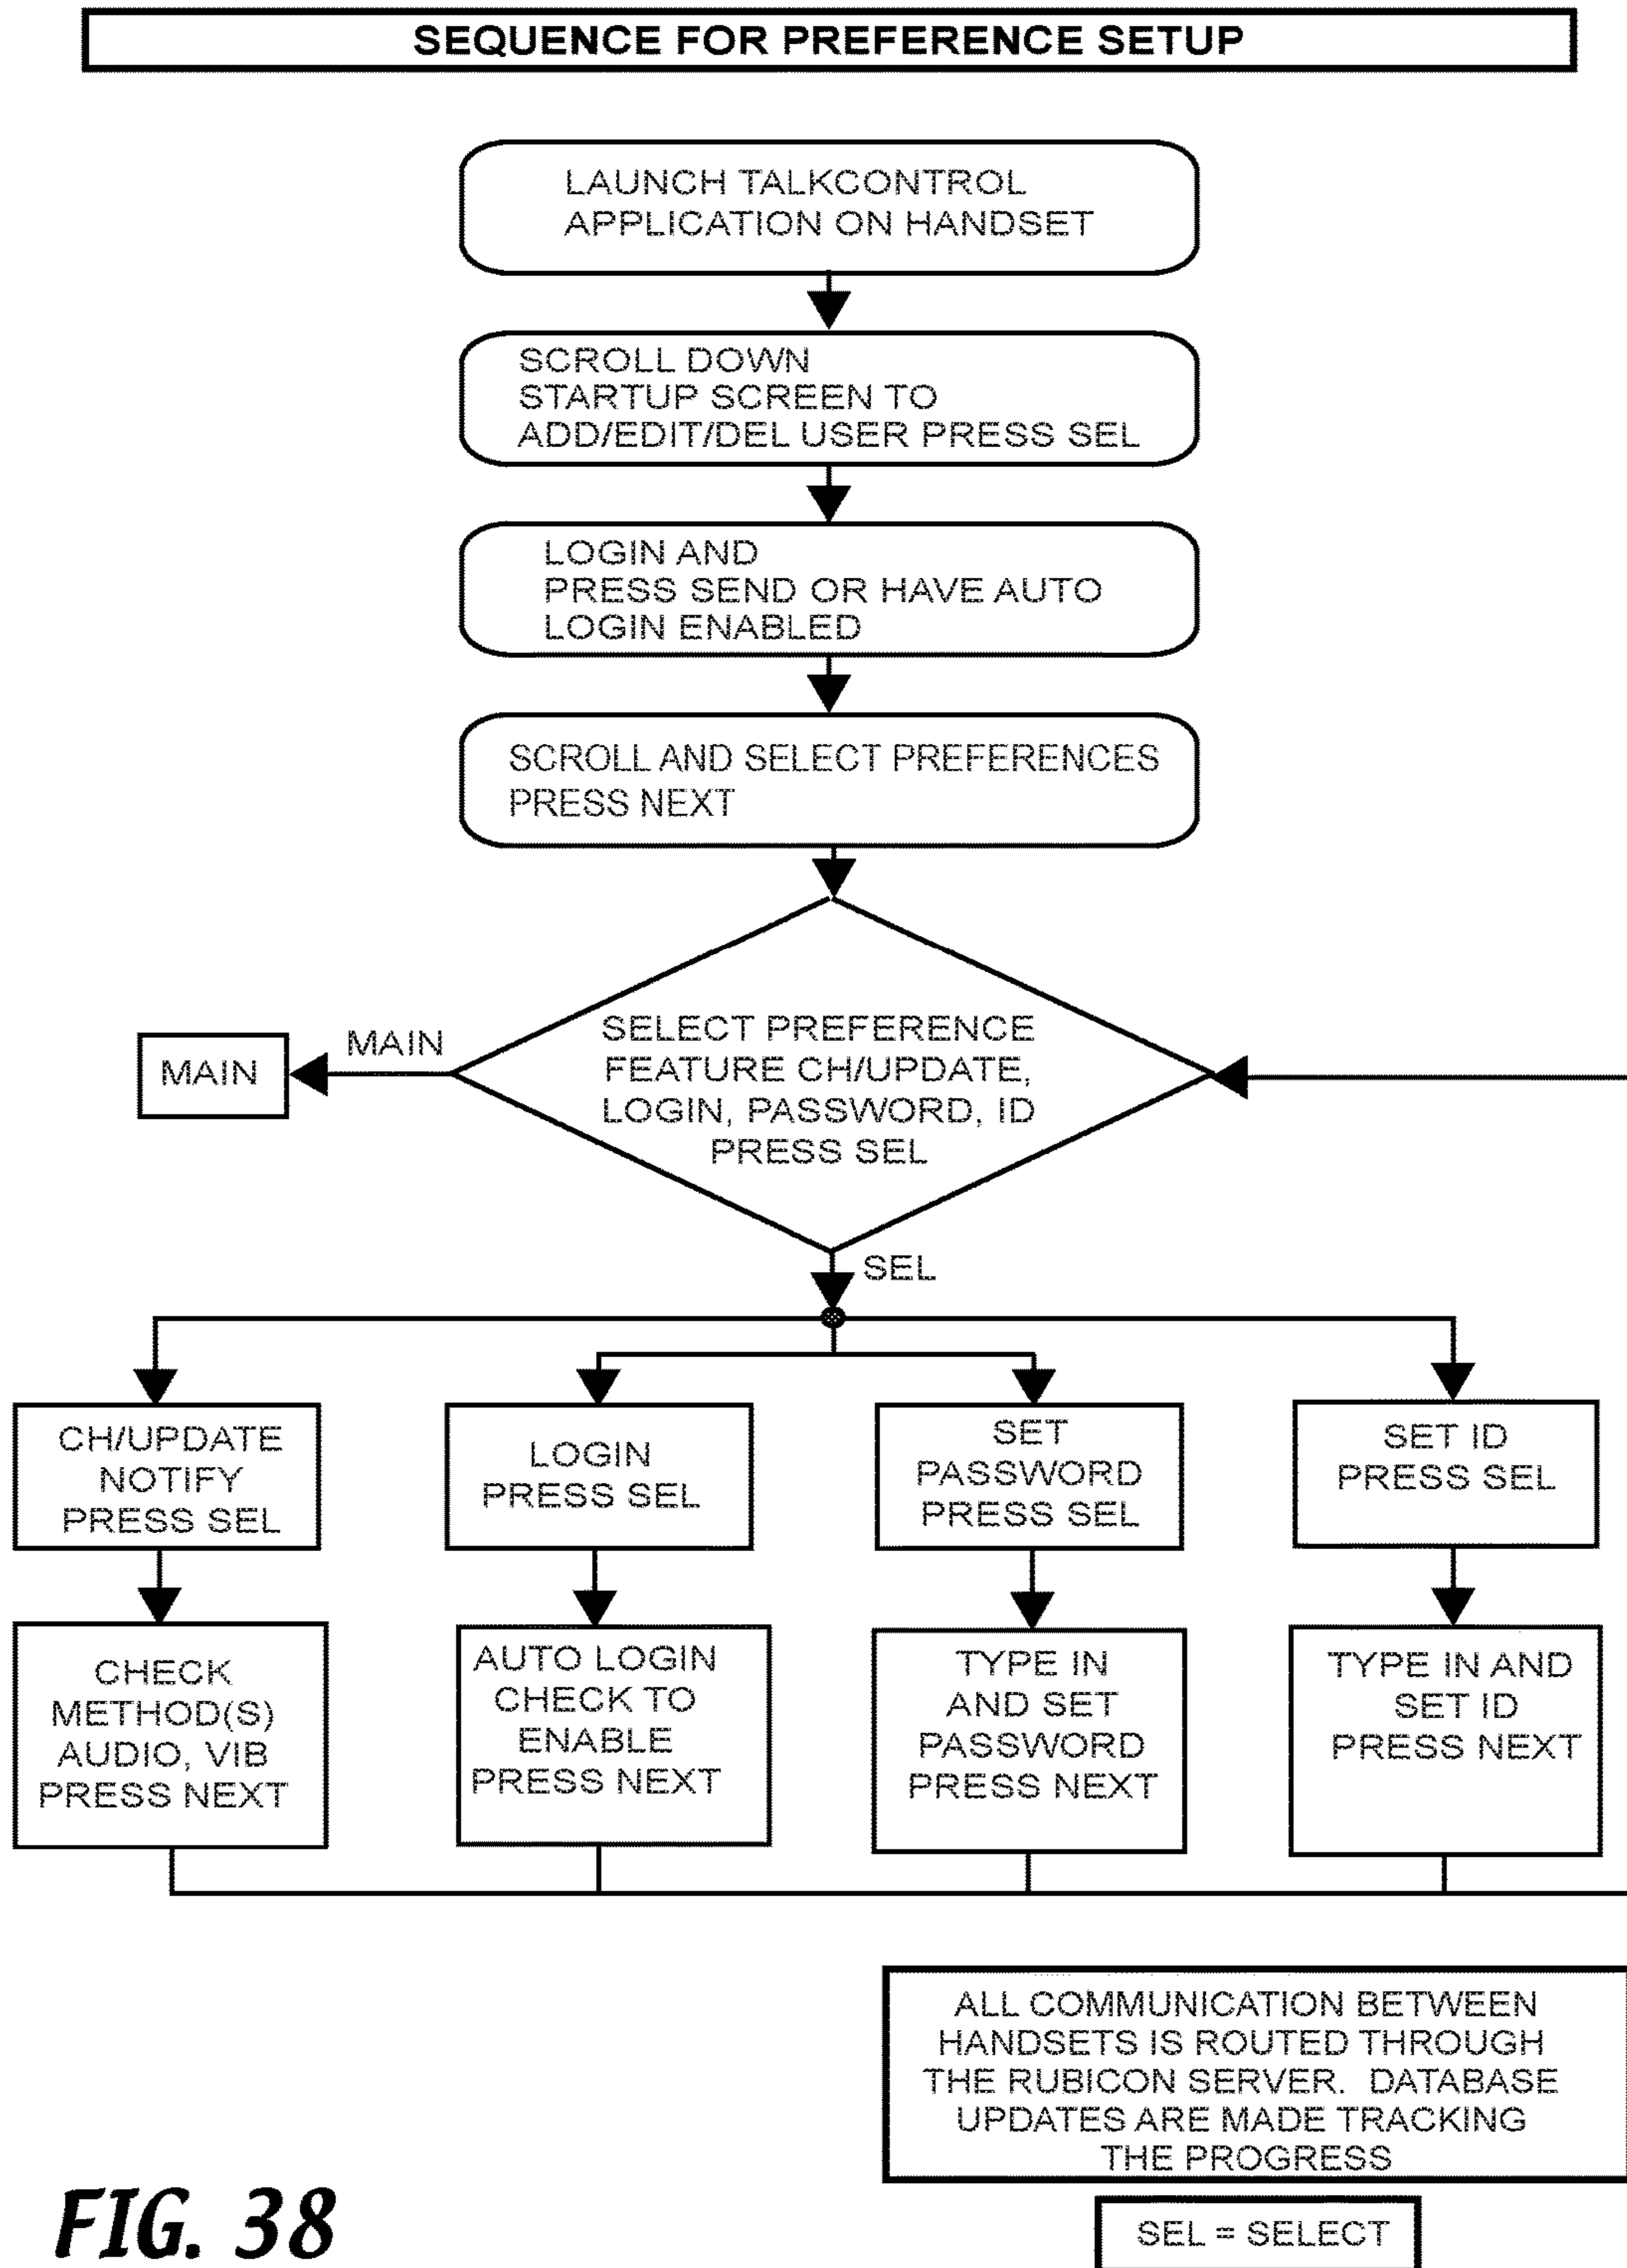 SEQUENCE FOR PREFERENCE SETUP
LAUNCH TALKCONTROL
APPLICATION ON HANDSET
SCROLL DOWN
STARTUP SCREEN TO
ADD/EDIT/DEL USER PRESS SEL
LOGIN AND
PRESS SEND OR HAVE AUTO
LOGIN ENABLED
SCROLL AND SELECT PREFERENCES
PRESS NEXT
SELECT PREFERENCE
FEATURE CH/UPDATE,
LOGIN, PASSWORD, ID
PRESS SEL
MAIN
MAIN
SEL
CH/UPDATE
NOTIFY
PRESS SEL
LOGIN
PRESS SEL
SET
PASSWORD
PRESS SEL
SET ID
PRESS SEL
CHECK
METHOD(S)
AUDIO, VIB
PRESS NEXT
AUTO LOGIN
CHECK TO
ENABLE
PRESS NEXT
TYPE IN
AND SET
PASSWORD
PRESS NEXT
TYPE IN AND
SET ID
PRESS NEXT
ALL COMMUNICATION BETWEEN
HANDSETS IS ROUTED THROUGH
THE RUBICON SERVER. DATABASE
UPDATES ARE MADE TRACKING
THE PROGRESS
SEL = SELECT
FIG. 38